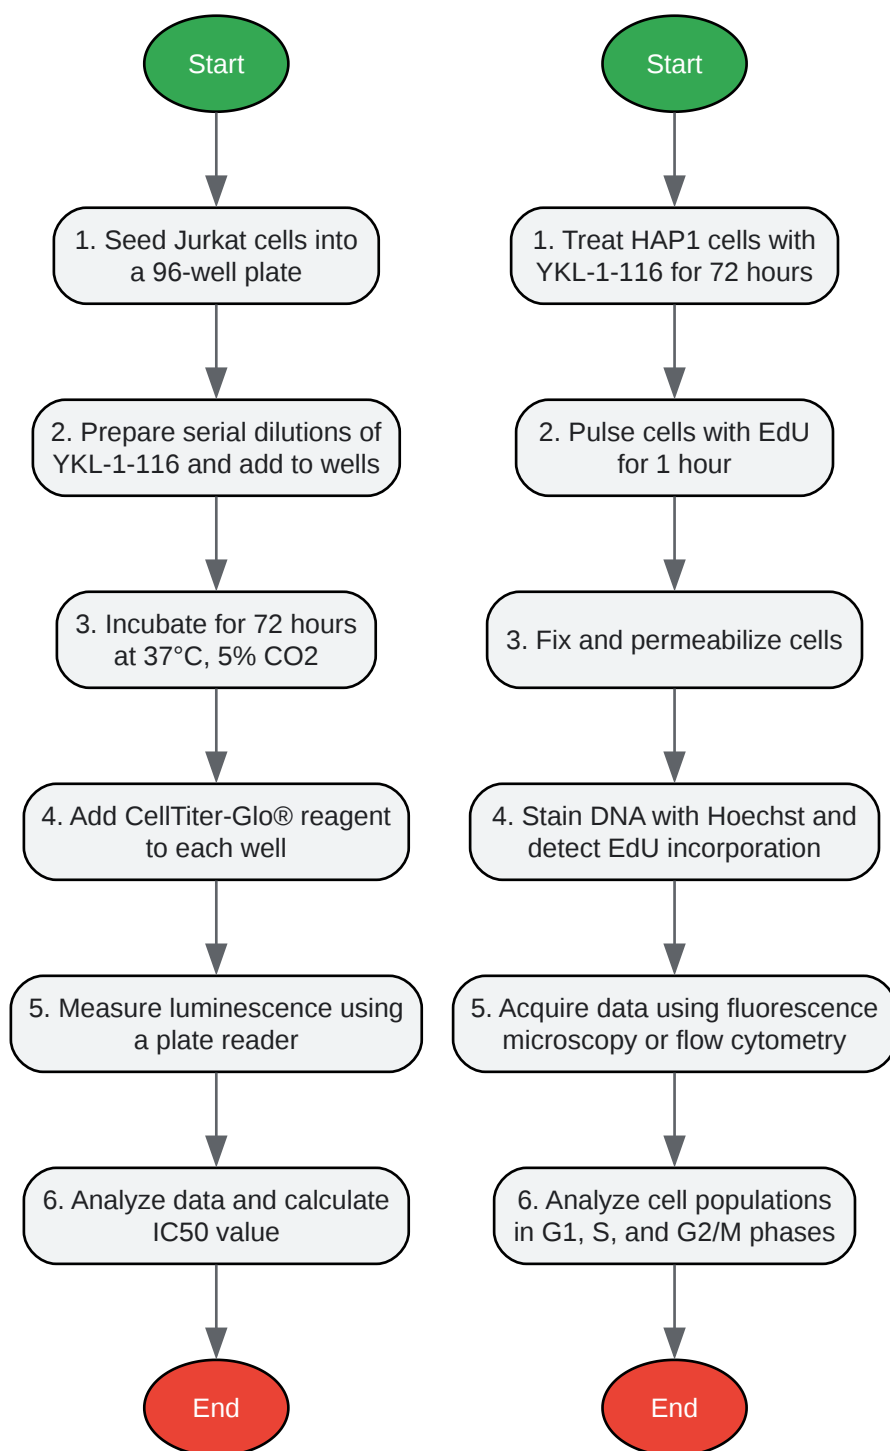 Start
1. Seed Jurkat cells into
a 96-well plate
2. Prepare serial dilutions of
YKL-1-116 and add to wells
3. Incubate for 72 hours
at 37°C, 5% CO2
4. Add CellTiter-Glo® reagent
to each well
5. Measure luminescence using
a plate reader
6. Analyze data and calculate
IC50 value
End
Start
1. Treat HAP1 cells with
YKL-1-116 for 72 hours
2. Pulse cells with EdU
for 1 hour
3. Fix and permeabilize cells
4. Stain DNA with Hoechst and
detect EdU incorporation
5. Acquire data using fluorescence
microscopy or flow cytometry
6. Analyze cell populations
in G1, S, and G2/M phases
End